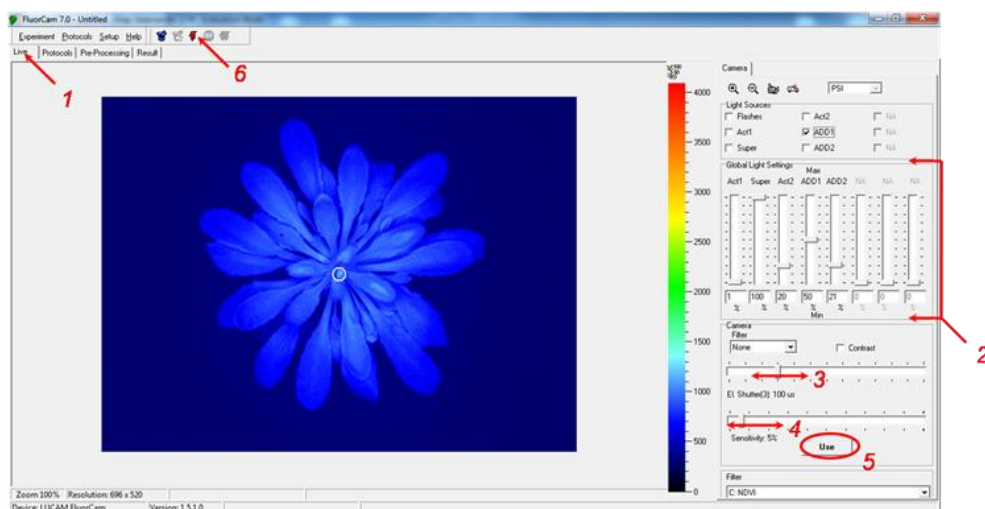 FluorCam 7.0 - Untitled
Experiment Protocols Setup Help
6
Live Protocols Pre-Processing Result
1
4000
3500
3000
2500
2000
1500
1000
500
0
Camera
PSI
Light Sources
Flashes Act2 NA
Act1 ADD1 NA
Super ADD2 NA
Global Light Settings
Max
Act1 Super Act2 ADD1 ADD2 NA NA NA
1 100 20 50 21 0 0 0
% % % % % % % %
Min
2
Camera
Filter
None Contrast
3
El. Shutter(3): 100 us
4
Sensitivity: 5%
Use
5
Filter
C: NDVI
Zoom 100% Resolution: 696 x 520
Device: LUCAM FluorCam Version: 1.5.1.0